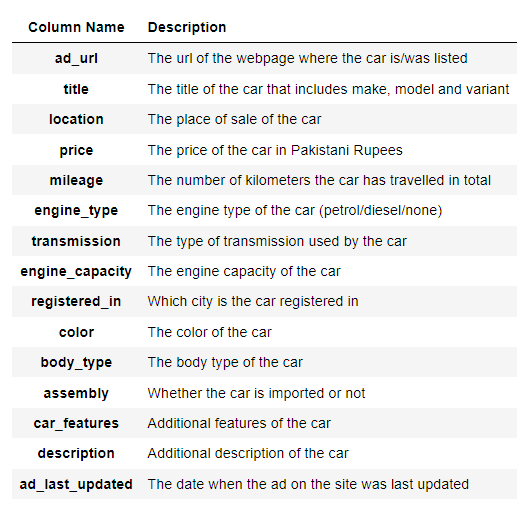 Column Name Description
ad_url The url of the webpage where the car is/was listed
title The title of the car that includes make, model and variant
location The place of sale of the car
price The price of the car in Pakistani Rupees
mileage The number of kilometers the car has travelled in total
engine_type The engine type of the car (petrol/diesel/none)
transmission The type of transmission used by the car
engine_capacity The engine capacity of the car
registered_in Which city is the car registered in
color The color of the car
body_type The body type of the car
assembly Whether the car is imported or not
car_features Additional features of the car
description Additional description of the car
ad_last_updated The date when the ad on the site was last updated